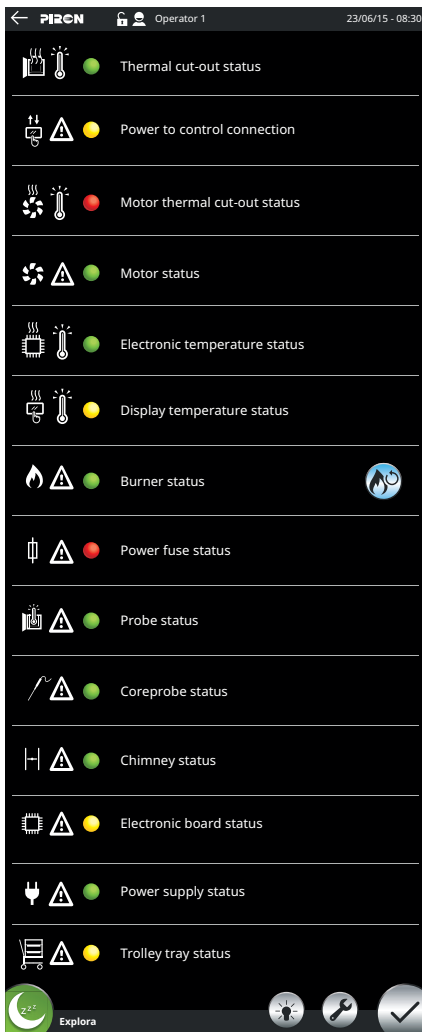 PIRON Operator 1 23/06/15 - 08:30
Thermal cut-out status
Power to control connection
Motor thermal cut-out status
Motor status
Electronic temperature status
Display temperature status
Burner status
Power fuse status
Probe status
Coreprobe status
Chimney status
Electronic board status
Power supply status
Trolley tray status
zzz
Explora